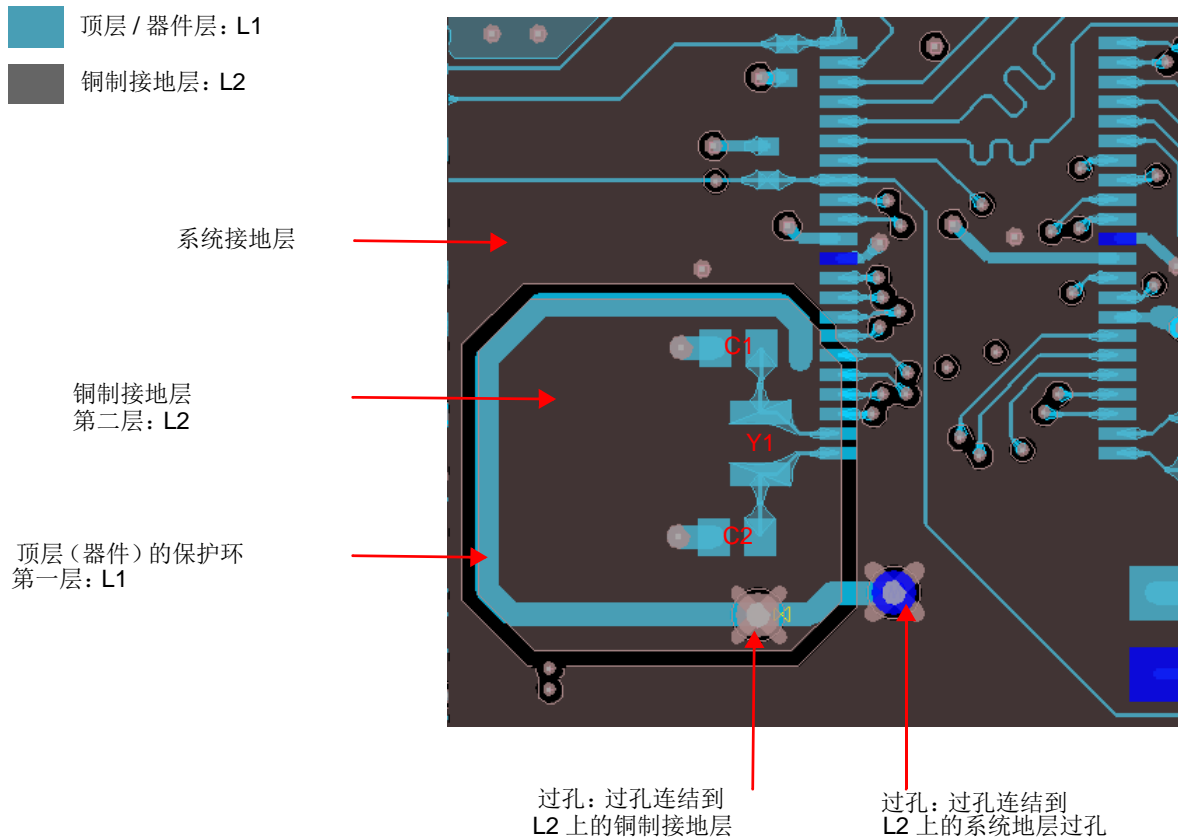 顶层 / 器件层: L1
铜制接地层: L2
系统接地层
C1
铜制接地层
第二层: L2
Y1
C2
顶层（器件）的保护环
第一层: L1
过孔: 过孔连结到
L2 上的铜制接地层
过孔: 过孔连结到
L2 上的系统地层过孔